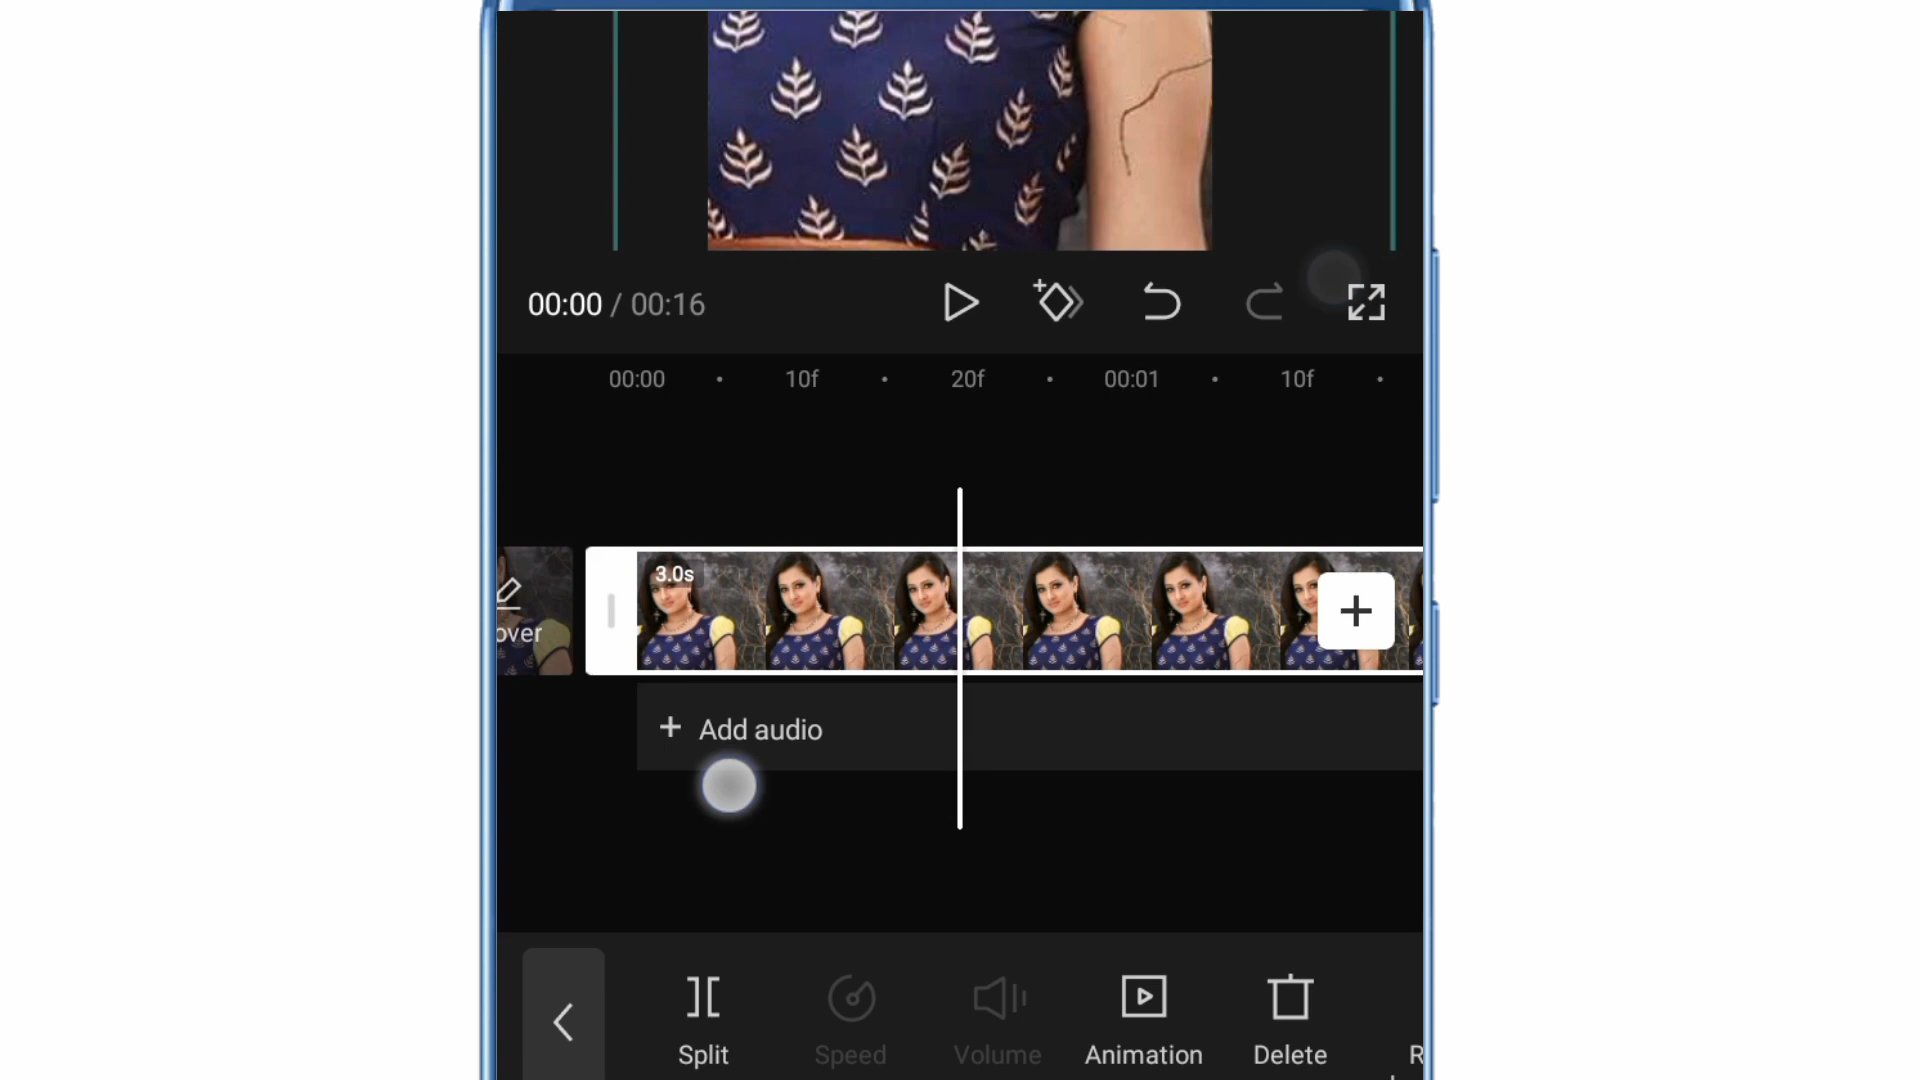 00:00 / 00:16
00:00 10f 20f 00:01 10f
3.0s
over
+ Add audio
Split Speed Volume Animation Delete R